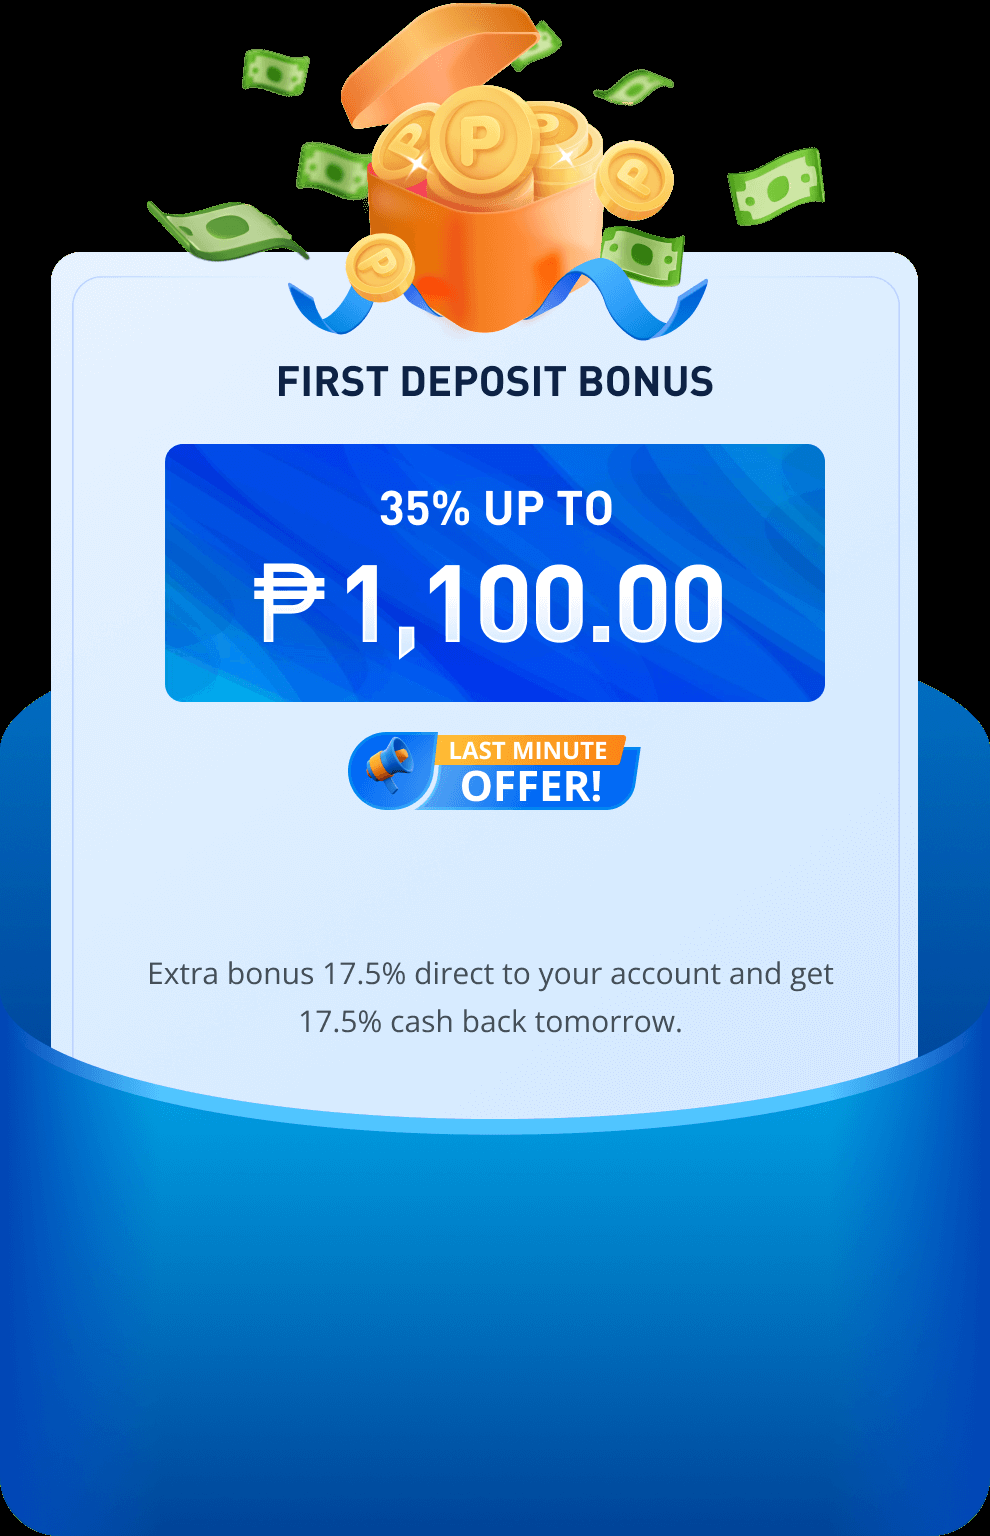 P
P
P
P
P
FIRST DEPOSIT BONUS
35% UP TO
₱1,100.00
LAST MINUTE
OFFER!
Extra bonus 17.5% direct to your account and get
17.5% cash back tomorrow.